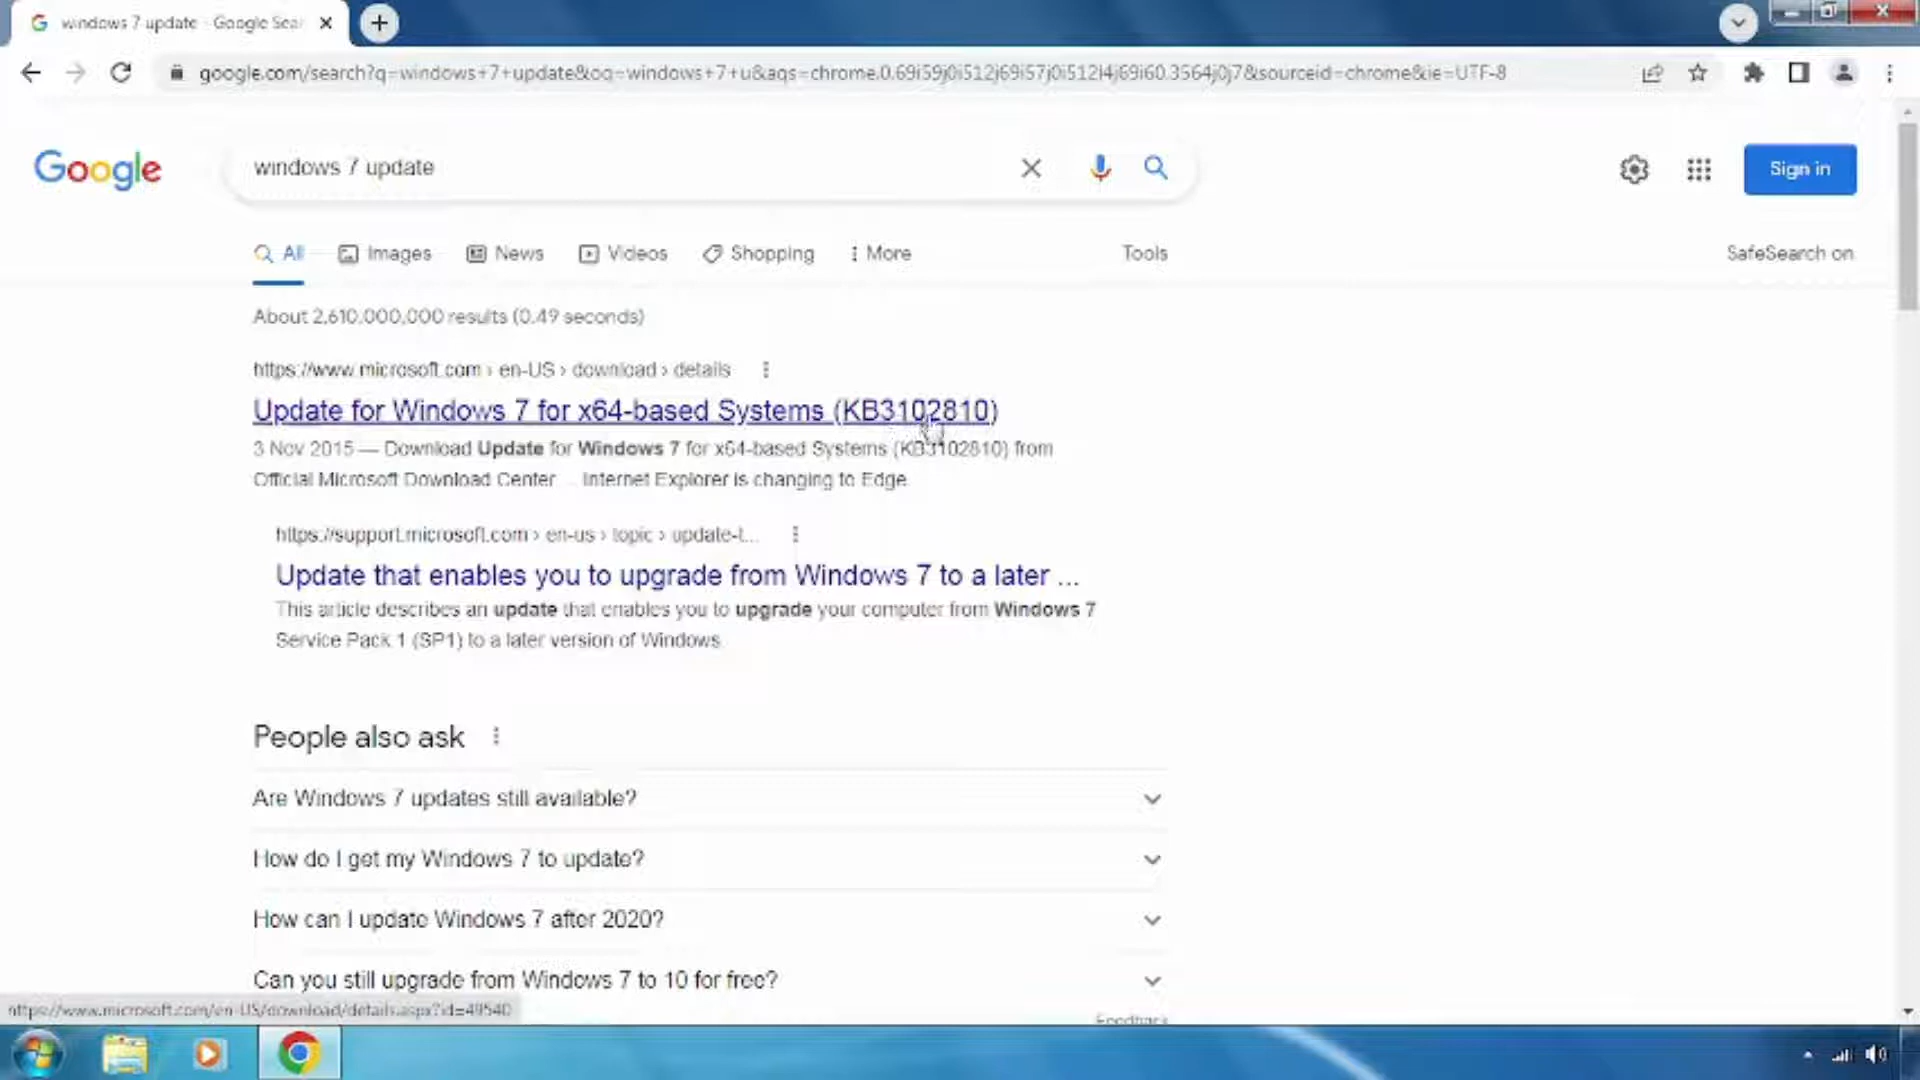 windows 7 update - Google Sear
google.com/search?q=windows+7+update&oq=windows+7+u&aqs=chrome.0.69i59j0i512j69i57j0i512l4j69i60.3564j0j7&sourceid=chrome&ie=UTF-8
Google
windows 7 update
Sign in
All
Images
News
Videos
Shopping
More
Tools
SafeSearch on
About 2,610,000,000 results (0.49 seconds)
https://www.microsoft.com › en-US › download › details
Update for Windows 7 for x64-based Systems (KB3102810)
3 Nov 2015 — Download Update for Windows 7 for x64-based Systems (KB3102810) from
Official Microsoft Download Center ... Internet Explorer is changing to Edge
https://support.microsoft.com › en-us › topic › update-t...
Update that enables you to upgrade from Windows 7 to a later ...
This article describes an update that enables you to upgrade your computer from Windows 7
Service Pack 1 (SP1) to a later version of Windows.
People also ask
Are Windows 7 updates still available?
How do I get my Windows 7 to update?
How can I update Windows 7 after 2020?
Can you still upgrade from Windows 7 to 10 for free?
https://www.microsoft.com/en-US/download/details.aspx?id=49540
Feedback